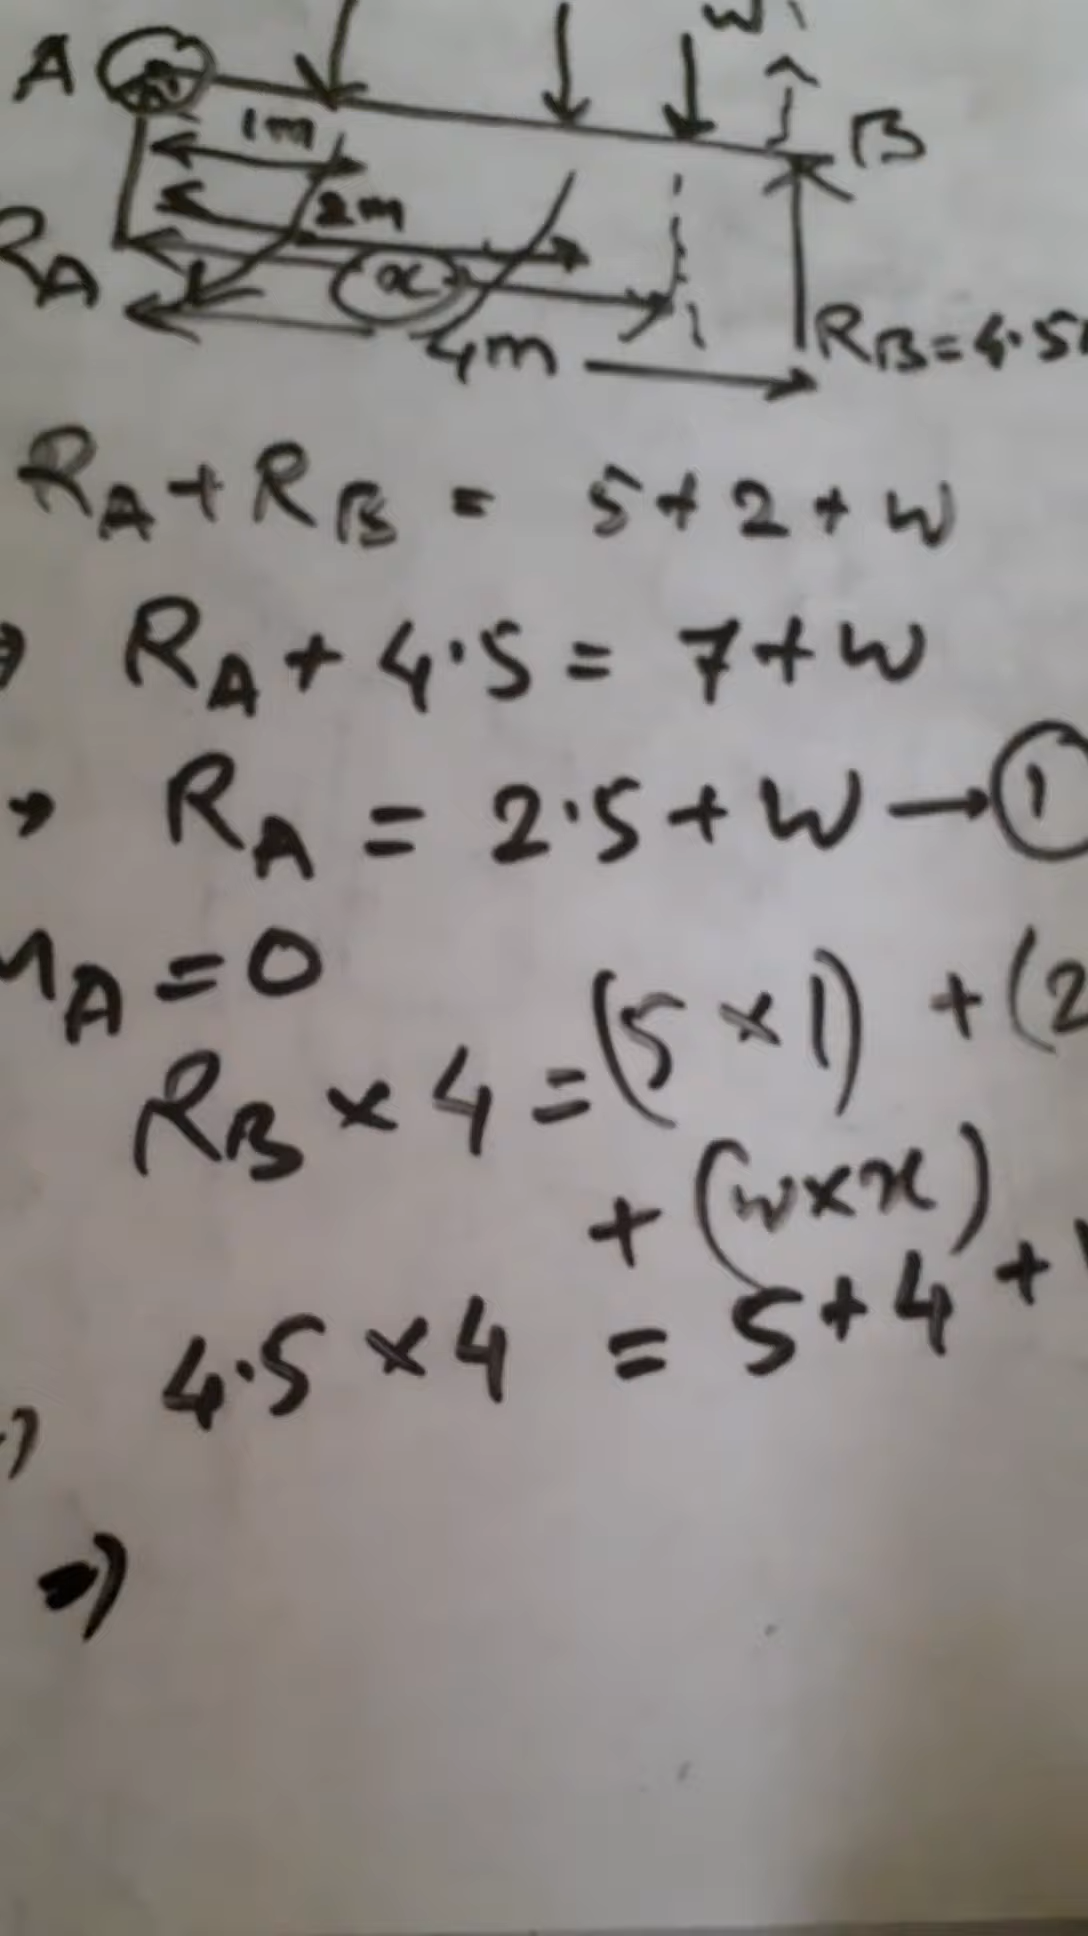 W
A
B
1m
2m
RA
x
4m
RB=4.5
RA+RB = 5+2+W
RA+4.5=7+W
RA=2.5+W→①
MA=0
RB×4=(5×1)+(2
+(w×x)
4.5×4=5+4+
⇒